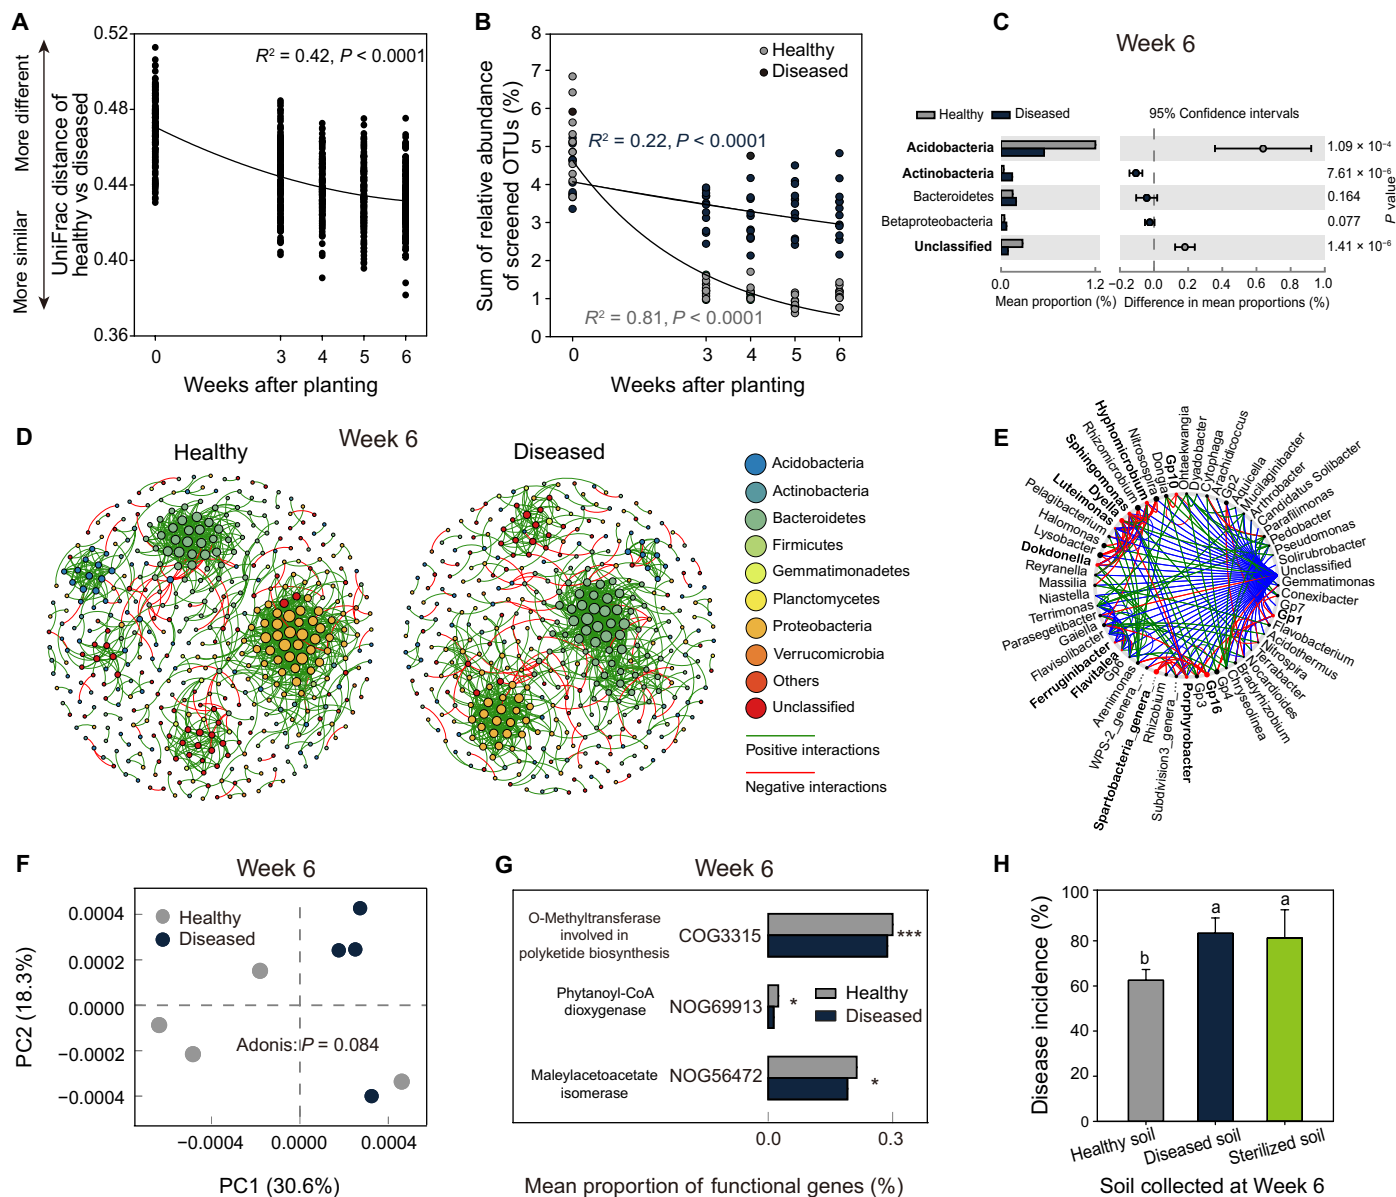 A
More different
More similar
UniFrac distance of
healthy vs diseased
0.52
0.48
0.44
0.40
0.36
R² = 0.42, P < 0.0001
0
3
4
5
6
Weeks after planting
B
Sum of relative abundance
of screened OTUs (%)
8
7
6
5
4
3
2
1
0
Healthy
Diseased
R² = 0.22, P < 0.0001
R² = 0.81, P < 0.0001
0
3
4
5
6
Weeks after planting
C
Week 6
Healthy
Diseased
95% Confidence intervals
Acidobacteria
Actinobacteria
Bacteroidetes
Betaproteobacteria
Unclassified
1.09 × 10⁻⁴
7.61 × 10⁻⁶
0.164
0.077
1.41 × 10⁻⁶
P value
0.0
1.2
Mean proportion (%)
−0.2
0.0
0.2
0.4
0.6
0.8
1.0
Difference in mean proportions (%)
D
Week 6
Healthy
Diseased
Acidobacteria
Actinobacteria
Bacteroidetes
Firmicutes
Gemmatimonadetes
Planctomycetes
Proteobacteria
Verrucomicrobia
Others
Unclassified
Positive interactions
Negative interactions
E
Hyphomicrobium
Nitrosospira
Dongia
Gp10
Ohtaekwangia
Dyadobacter
Cytophaga
Arachidicoccus
Gp2
Aquicella
Mucilaginibacter
Arthrobacter
Candidatus Solibacter
Parafilimonas
Pedobacter
Pseudomonas
Solirubrobacter
Unclassified
Gemmatimonas
Conexibacter
Gp7
Gp1
Flavobacterium
Acidothermus
Nitrospira
Terrabacter
Nocardioides
Bradyrhizobium
Chryseolinea
Gp4
Gp16
Gp3
Porphyrobacter
Subdivision3_genera
Rhizobium
Spartobacteria_genera
WPS-2_genera
Arenimonas
Gp6
Flavitalea
Ferruginibacter
Flavisolibacter
Gaiella
Parasegetibacter
Terrimonas
Niastella
Massilia
Reyranella
Dokdonella
Lysobacter
Halomonas
Pelagibacterium
Luteimonas
Dyella
Sphingomonas
Rhizomicrobium
F
Week 6
PC2 (18.3%)
0.0004
0.0002
0.0000
−0.0002
−0.0004
Healthy
Diseased
Adonis: P = 0.084
−0.0004
0.0000
0.0004
PC1 (30.6%)
G
Week 6
O-Methyltransferase
involved in
polyketide biosynthesis
COG3315
***
Phytanoyl-CoA
dioxygenase
NOG69913
*
Healthy
Diseased
Maleylacetoacetate
isomerase
NOG56472
*
0.0
0.3
Mean proportion of functional genes (%)
H
Disease incidence (%)
100
80
60
40
20
0
b
a
a
Healthy soil
Diseased soil
Sterilized soil
Soil collected at Week 6